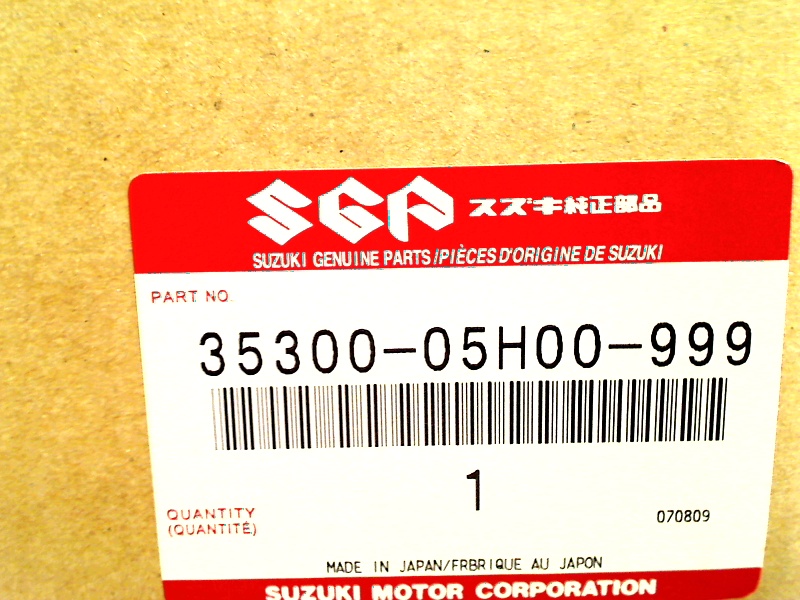 SGP スズキ純正部品
SUZUKI GENUINE PARTS/PIÈCES D'ORIGINE DE SUZUKI
PART NO.
35300-05H00-999
1
QUANTITY
(QUANTITÉ)
070809
MADE IN JAPAN/FRBRIQUE AU JAPON
SUZUKI MOTOR CORPORATION